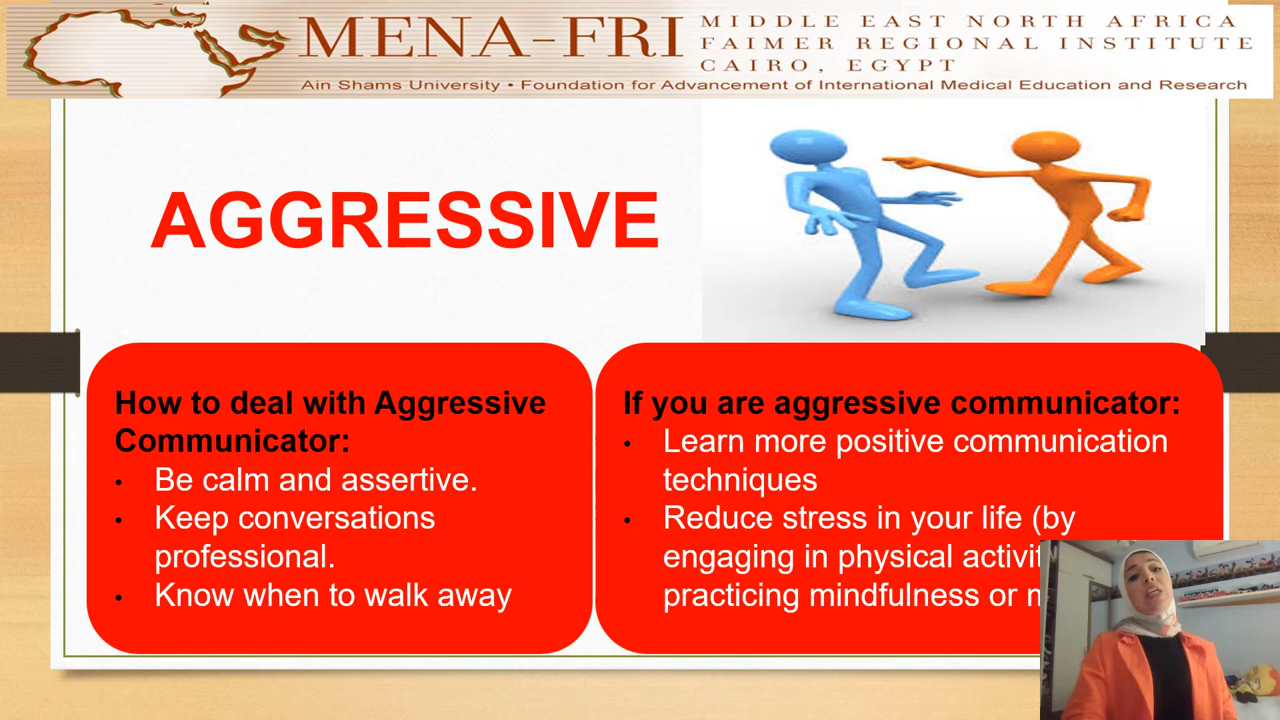 MENA-FRI
MIDDLE EAST NORTH AFRICA
FAIMER REGIONAL INSTITUTE
CAIRO, EGYPT
Ain Shams University • Foundation for Advancement of International Medical Education and Research
AGGRESSIVE
How to deal with Aggressive
Communicator:
• Be calm and assertive.
• Keep conversations
professional.
• Know when to walk away
If you are aggressive communicator:
• Learn more positive communication
techniques
• Reduce stress in your life (by
engaging in physical
practicing mindfulness or